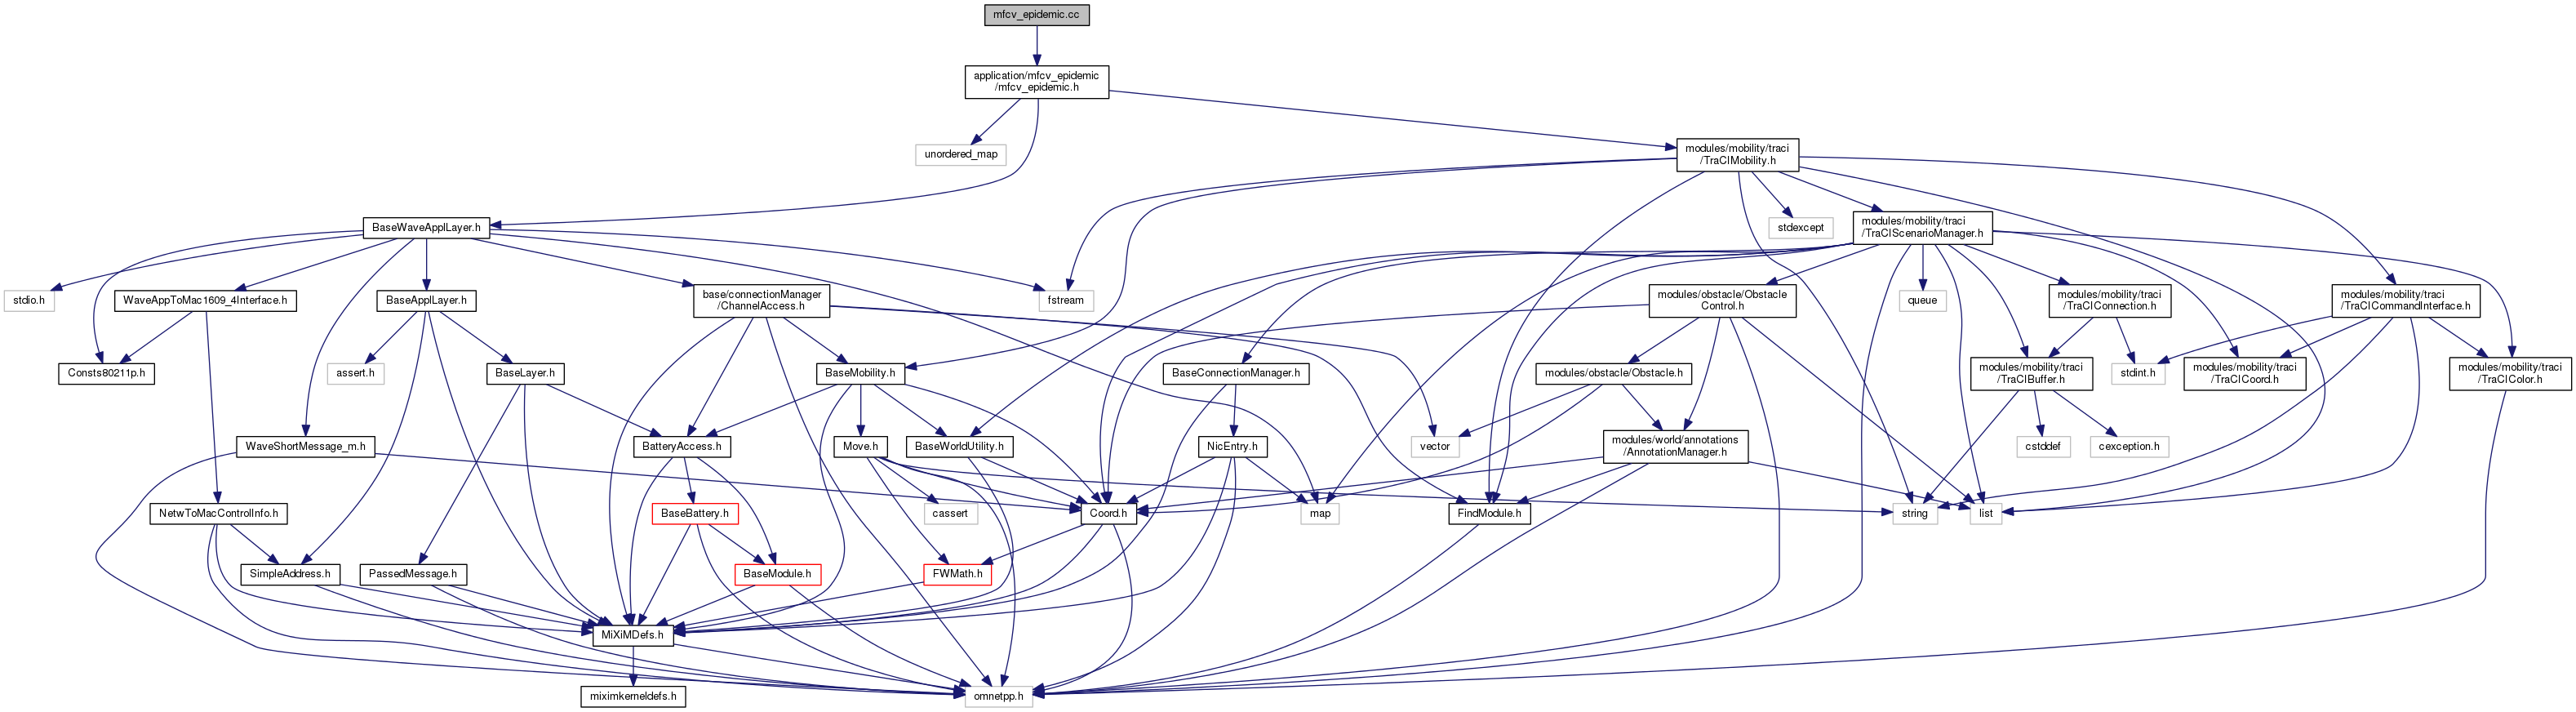 mfcv_epidemic.cc
application/mfcv_epidemic
/mfcv_epidemic.h
unordered_map
modules/mobility/traci
/TraCIMobility.h
BaseWaveApplLayer.h
stdexcept
modules/mobility/traci
/TraCIScenarioManager.h
stdio.h
WaveAppToMac1609_4Interface.h
BaseApplLayer.h
base/connectionManager
/ChannelAccess.h
fstream
modules/obstacle/Obstacle
Control.h
queue
modules/mobility/traci
/TraCIConnection.h
modules/mobility/traci
/TraCICommandInterface.h
Consts80211p.h
assert.h
BaseLayer.h
BaseMobility.h
BaseConnectionManager.h
modules/obstacle/Obstacle.h
modules/mobility/traci
/TraCIBuffer.h
stdint.h
modules/mobility/traci
/TraCICoord.h
modules/mobility/traci
/TraCIColor.h
WaveShortMessage_m.h
BatteryAccess.h
Move.h
BaseWorldUtility.h
NicEntry.h
vector
modules/world/annotations
/AnnotationManager.h
cstddef
cexception.h
NetwToMacControlInfo.h
BaseBattery.h
cassert
Coord.h
map
FindModule.h
string
list
SimpleAddress.h
PassedMessage.h
BaseModule.h
FWMath.h
MiXiMDefs.h
miximkerneldefs.h
omnetpp.h